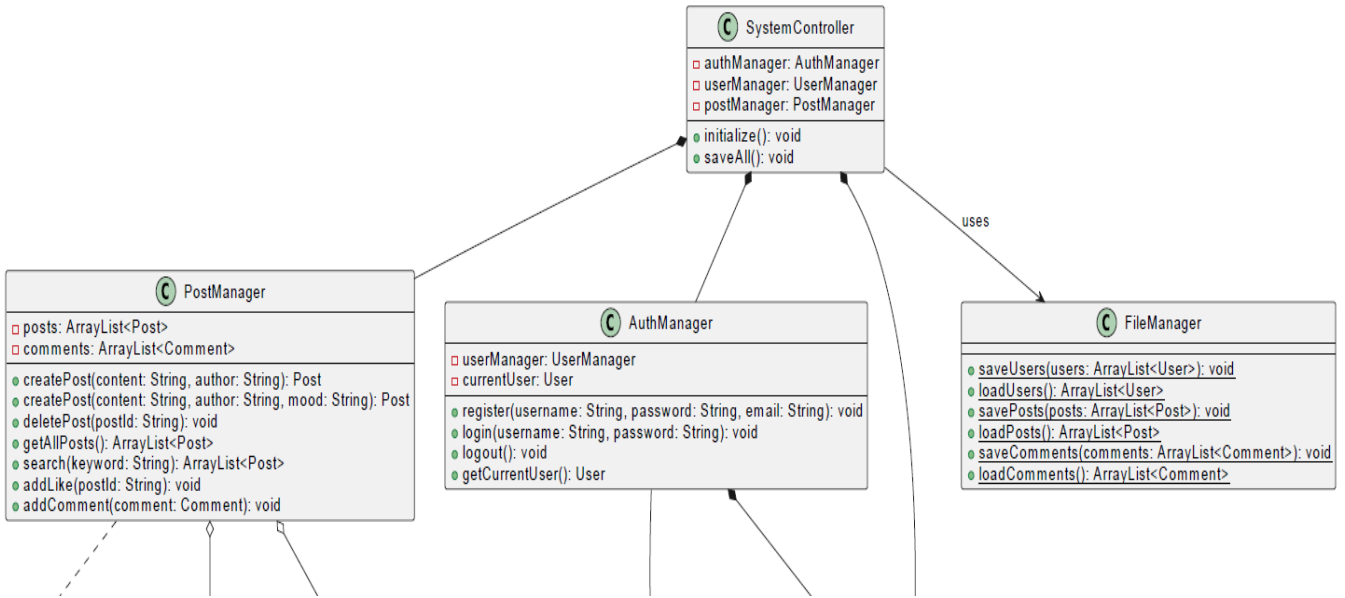 C SystemController
authManager: AuthManager
userManager: UserManager
postManager: PostManager
initialize(): void
saveAll(): void
uses
C PostManager
posts: ArrayList<Post>
comments: ArrayList<Comment>
createPost(content: String, author: String): Post
createPost(content: String, author: String, mood: String): Post
deletePost(postId: String): void
getAllPosts(): ArrayList<Post>
search(keyword: String): ArrayList<Post>
addLike(postId: String): void
addComment(comment: Comment): void
C AuthManager
userManager: UserManager
currentUser: User
register(username: String, password: String, email: String): void
login(username: String, password: String): void
logout(): void
getCurrentUser(): User
C FileManager
saveUsers(users: ArrayList<User>): void
loadUsers(): ArrayList<User>
savePosts(posts: ArrayList<Post>): void
loadPosts(): ArrayList<Post>
saveComments(comments: ArrayList<Comment>): void
loadComments(): ArrayList<Comment>